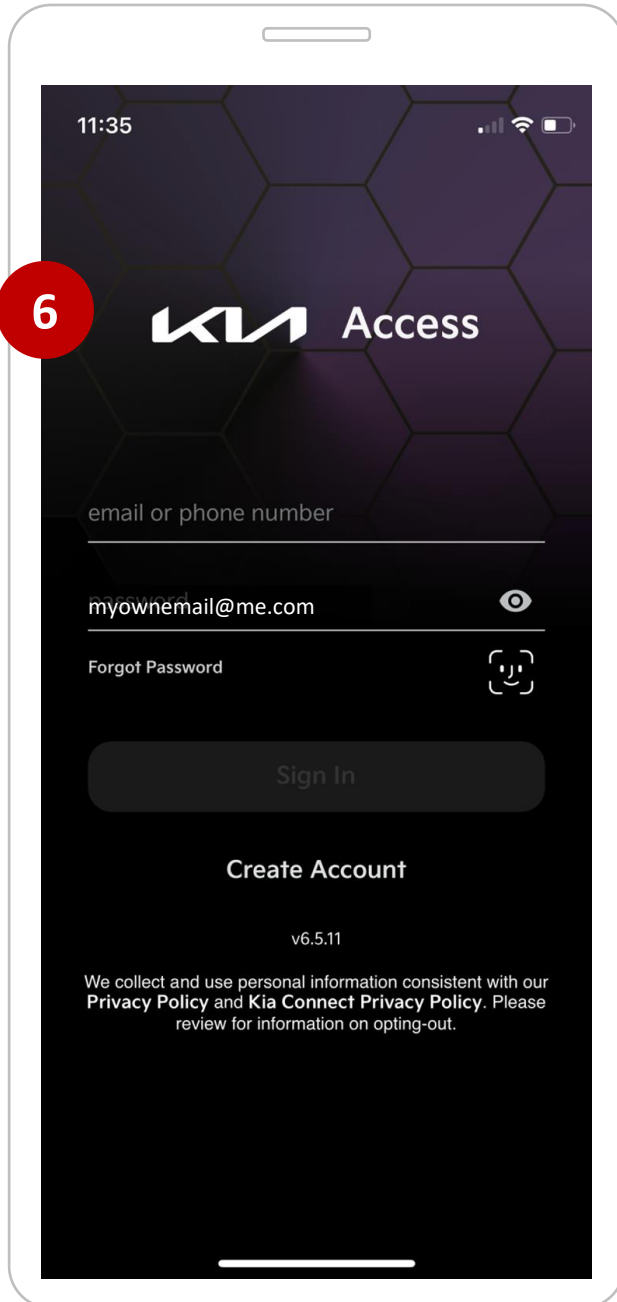 11:35
6
KIA Access
email or phone number
password
myownemail@me.com
Forgot Password
Sign In
Create Account
v6.5.11
We collect and use personal information consistent with our
Privacy Policy and Kia Connect Privacy Policy. Please
review for information on opting-out.